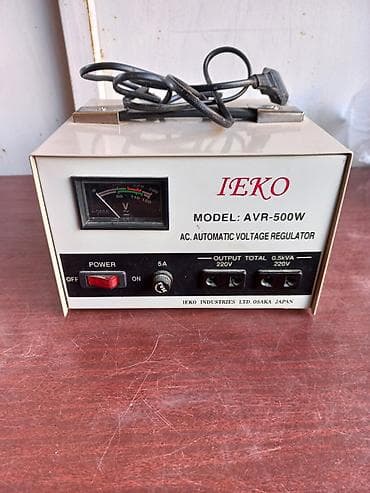 IEKO
MODEL: AVR-500W
AC. AUTOMATIC VOLTAGE REGULATOR
V
POWER
OFF
ON
5A
OUTPUT TOTAL 0.5kVA
220V 220V
IEKO INDUSTRIES LTD. OSAKA JAPAN